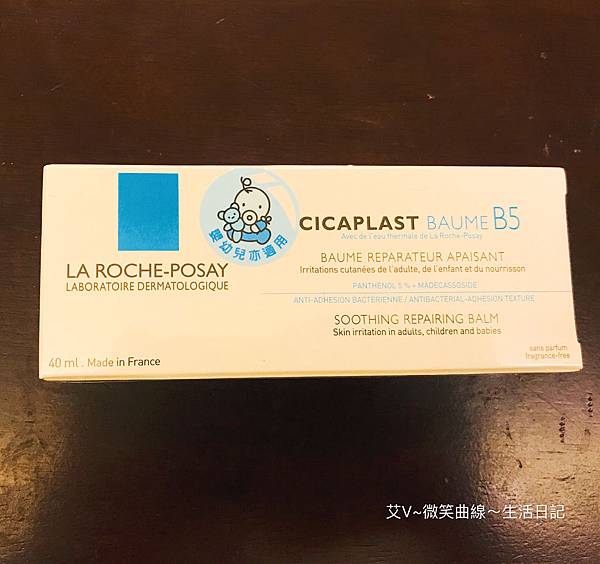 LA ROCHE-POSAY
LABORATOIRE DERMATOLOGIQUE
40 ml . Made in France
嬰幼兒亦適用
CICAPLAST BAUME B5
Avec de l'eau thermale de La Roche-Posay
BAUME REPARATEUR APAISANT
Irritations cutanées de l'adulte, de l'enfant et du nourrisson
PANTHENOL 5 % + MADECASSOSIDE
ANTI-ADHESION BACTERIENNE / ANTIBACTERIAL-ADHESION TEXTURE
SOOTHING REPAIRING BALM
Skin irritation in adults, children and babies
sans parfum
fragrance-free
艾V~微笑曲線～生活日記